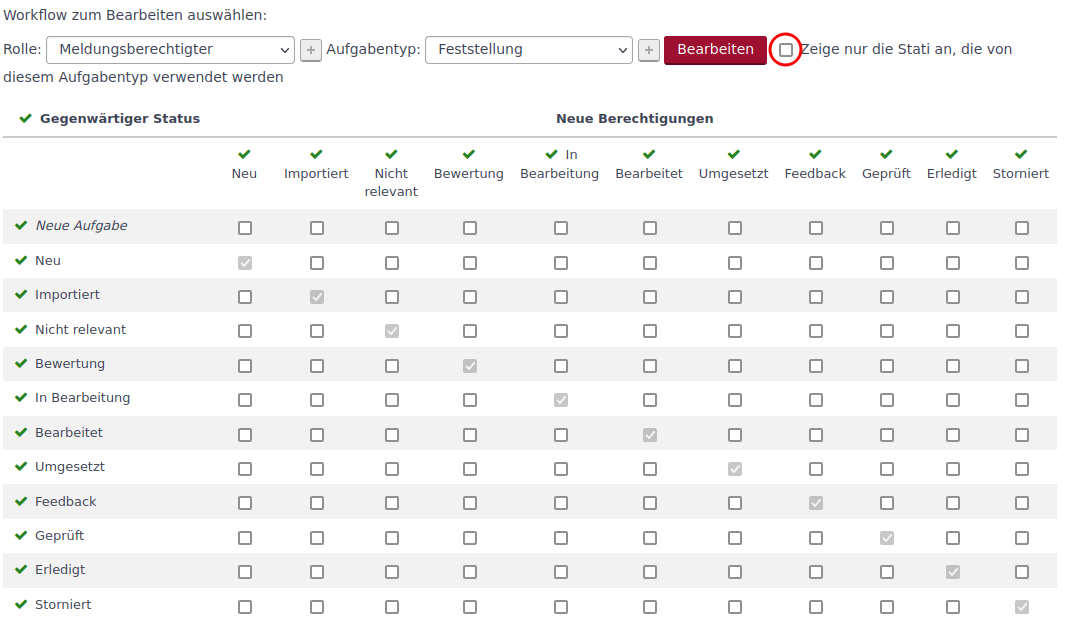 Workflow zum Bearbeiten auswählen:
Rolle: Meldungsberechtigter + Aufgabentyp: Feststellung + Bearbeiten Zeige nur die Stati an, die von
diesem Aufgabentyp verwendet werden
Gegenwärtiger Status Neue Berechtigungen
Neu Importiert Nicht relevant Bewertung In Bearbeitung Bearbeitet Umgesetzt Feedback Geprüft Erledigt Storniert
Neue Aufgabe
Neu
Importiert
Nicht relevant
Bewertung
In Bearbeitung
Bearbeitet
Umgesetzt
Feedback
Geprüft
Erledigt
Storniert